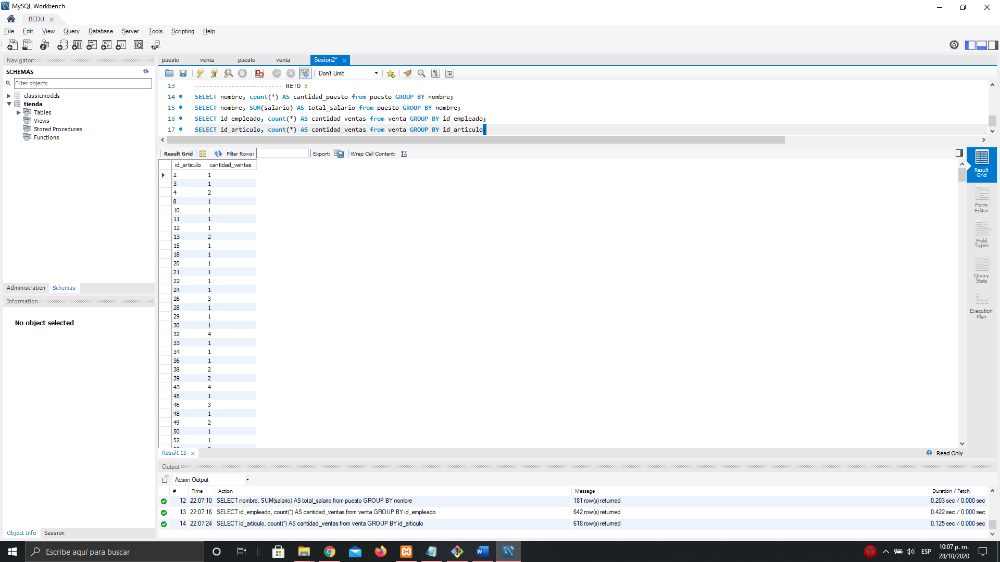 MySQL Workbench
BEDU
File Edit View Query Database Server Tools Scripting Help
Navigator
SCHEMAS
Filter objects
classicmodels
tienda
Tables
Views
Stored Procedures
Functions
Administration Schemas
Information
No object selected
Object Info Session
puesto venta puesto venta Sesion2*
Don't Limit
13 ------------------------ RETO 3
14 SELECT nombre, count(*) AS cantidad_puesto from puesto GROUP BY nombre;
15 SELECT nombre, SUM(salario) AS total_salario from puesto GROUP BY nombre;
16 SELECT id_empleado, count(*) AS cantidad_ventas from venta GROUP BY id_empleado;
17 SELECT id_articulo, count(*) AS cantidad_ventas from venta GROUP BY id_articulo;
Result Grid Filter Rows: Export: Wrap Cell Content:
id_articulo cantidad_ventas
2 1
3 1
4 2
8 1
10 1
11 1
12 1
13 2
15 1
18 1
20 1
21 1
22 1
24 1
26 3
28 1
29 1
30 1
32 4
33 1
34 1
36 1
38 2
39 2
43 4
45 1
46 3
48 1
49 2
50 1
52 1
Result Grid
Form Editor
Field Types
Query Stats
Execution Plan
Result 13
Read Only
Output
Action Output
# Time Action Message Duration / Fetch
12 22:07:10 SELECT nombre, SUM(salario) AS total_salario from puesto GROUP BY nombre 181 row(s) returned 0.203 sec / 0.000 sec
13 22:07:16 SELECT id_empleado, count(*) AS cantidad_ventas from venta GROUP BY id_empleado 642 row(s) returned 0.422 sec / 0.000 sec
14 22:07:24 SELECT id_articulo, count(*) AS cantidad_ventas from venta GROUP BY id_articulo 618 row(s) returned 0.125 sec / 0.000 sec
Escribe aquí para buscar
ESP
10:07 p. m.
28/10/2020